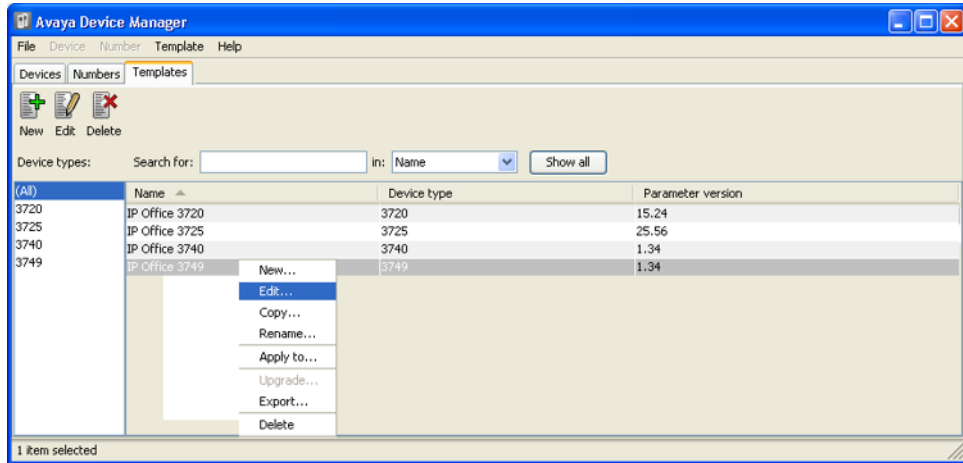 Avaya Device Manager
File Device Number Template Help
Devices Numbers Templates
New Edit Delete
Device types: Search for: in: Name Show all
(All) Name Device type Parameter version
3720 IP Office 3720 3720 15.24
3725 IP Office 3725 3725 25.56
3740 IP Office 3740 3740 1.34
3749 IP Office 3749 3749 1.34
New...
Edit...
Copy...
Rename...
Apply to...
Upgrade...
Export...
Delete
1 item selected